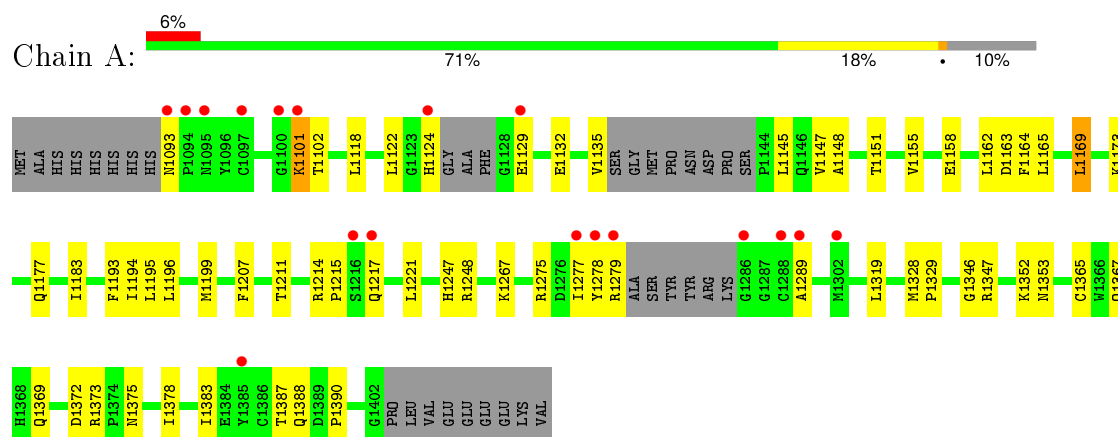 6%
Chain A:
71% 18% • 10%
MET ALA HIS HIS HIS HIS HIS HIS N1093 P1094 N1095 Y1096 C1097 G1100 K1101 T1102 L1118 L1122 G1123 H1124 GLY ALA PHE G1128 E1129 E1132 V1135 SER GLY MET PRO ASN ASP PRO SER P1144 L1145 Q1146 V1147 A1148 T1151 V1155 E1158 L1162 D1163 F1164 L1165 L1169 K1173
Q1177 I1183 F1193 I1194 L1195 L1196 M1199 F1207 T1211 R1214 P1215 S1216 Q1217 L1221 H1247 R1248 K1267 R1275 D1276 I1277 Y1278 R1279 ALA SER TYR TYR ARG LYS G1286 G1287 C1288 A1289 M1302 L1319 M1328 P1329 G1346 R1347 K1352 N1353 C1365 W1366 Q1367
H1368 Q1369 D1372 R1373 P1374 N1375 I1378 I1383 E1384 Y1385 C1386 T1387 Q1388 D1389 P1390 G1402 PRO LEU VAL GLU GLU GLU GLU LYS VAL